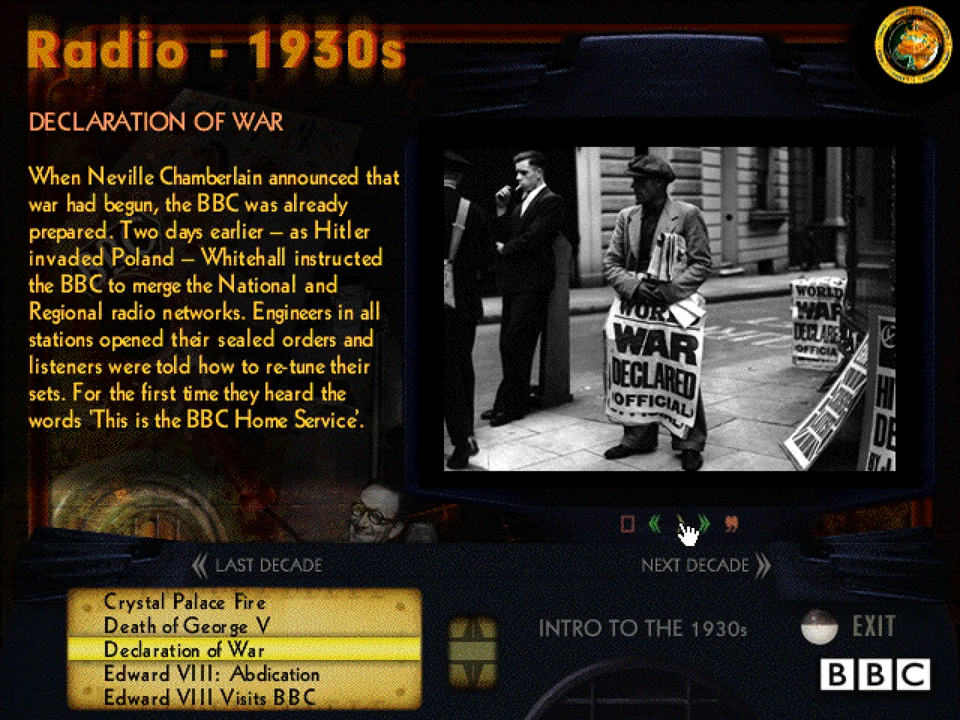 Radio - 1930s
DECLARATION OF WAR
When Neville Chamberlain announced that
war had begun, the BBC was already
prepared. Two days earlier – as Hitler
invaded Poland – Whitehall instructed
the BBC to merge the National and
Regional radio networks. Engineers in all
stations opened their sealed orders and
listeners were told how to re-tune their
sets. For the first time they heard the
words 'This is the BBC Home Service'.
WORLD
WAR
DECLARED
OFFICIAL
WORLD
WAR
DECLARED
OFFICIA
LAST DECADE
NEXT DECADE
Crystal Palace Fire
Death of George V
Declaration of War
Edward VIII: Abdication
Edward VIII Visits BBC
INTRO TO THE 1930s
EXIT
BBC